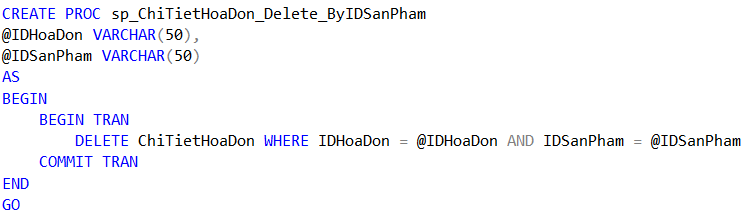 CREATE PROC sp_ChiTietHoaDon_Delete_ByIDSanPham
@IDHoaDon VARCHAR(50),
@IDSanPham VARCHAR(50)
AS
BEGIN
    BEGIN TRAN
        DELETE ChiTietHoaDon WHERE IDHoaDon = @IDHoaDon AND IDSanPham = @IDSanPham
    COMMIT TRAN
END
GO